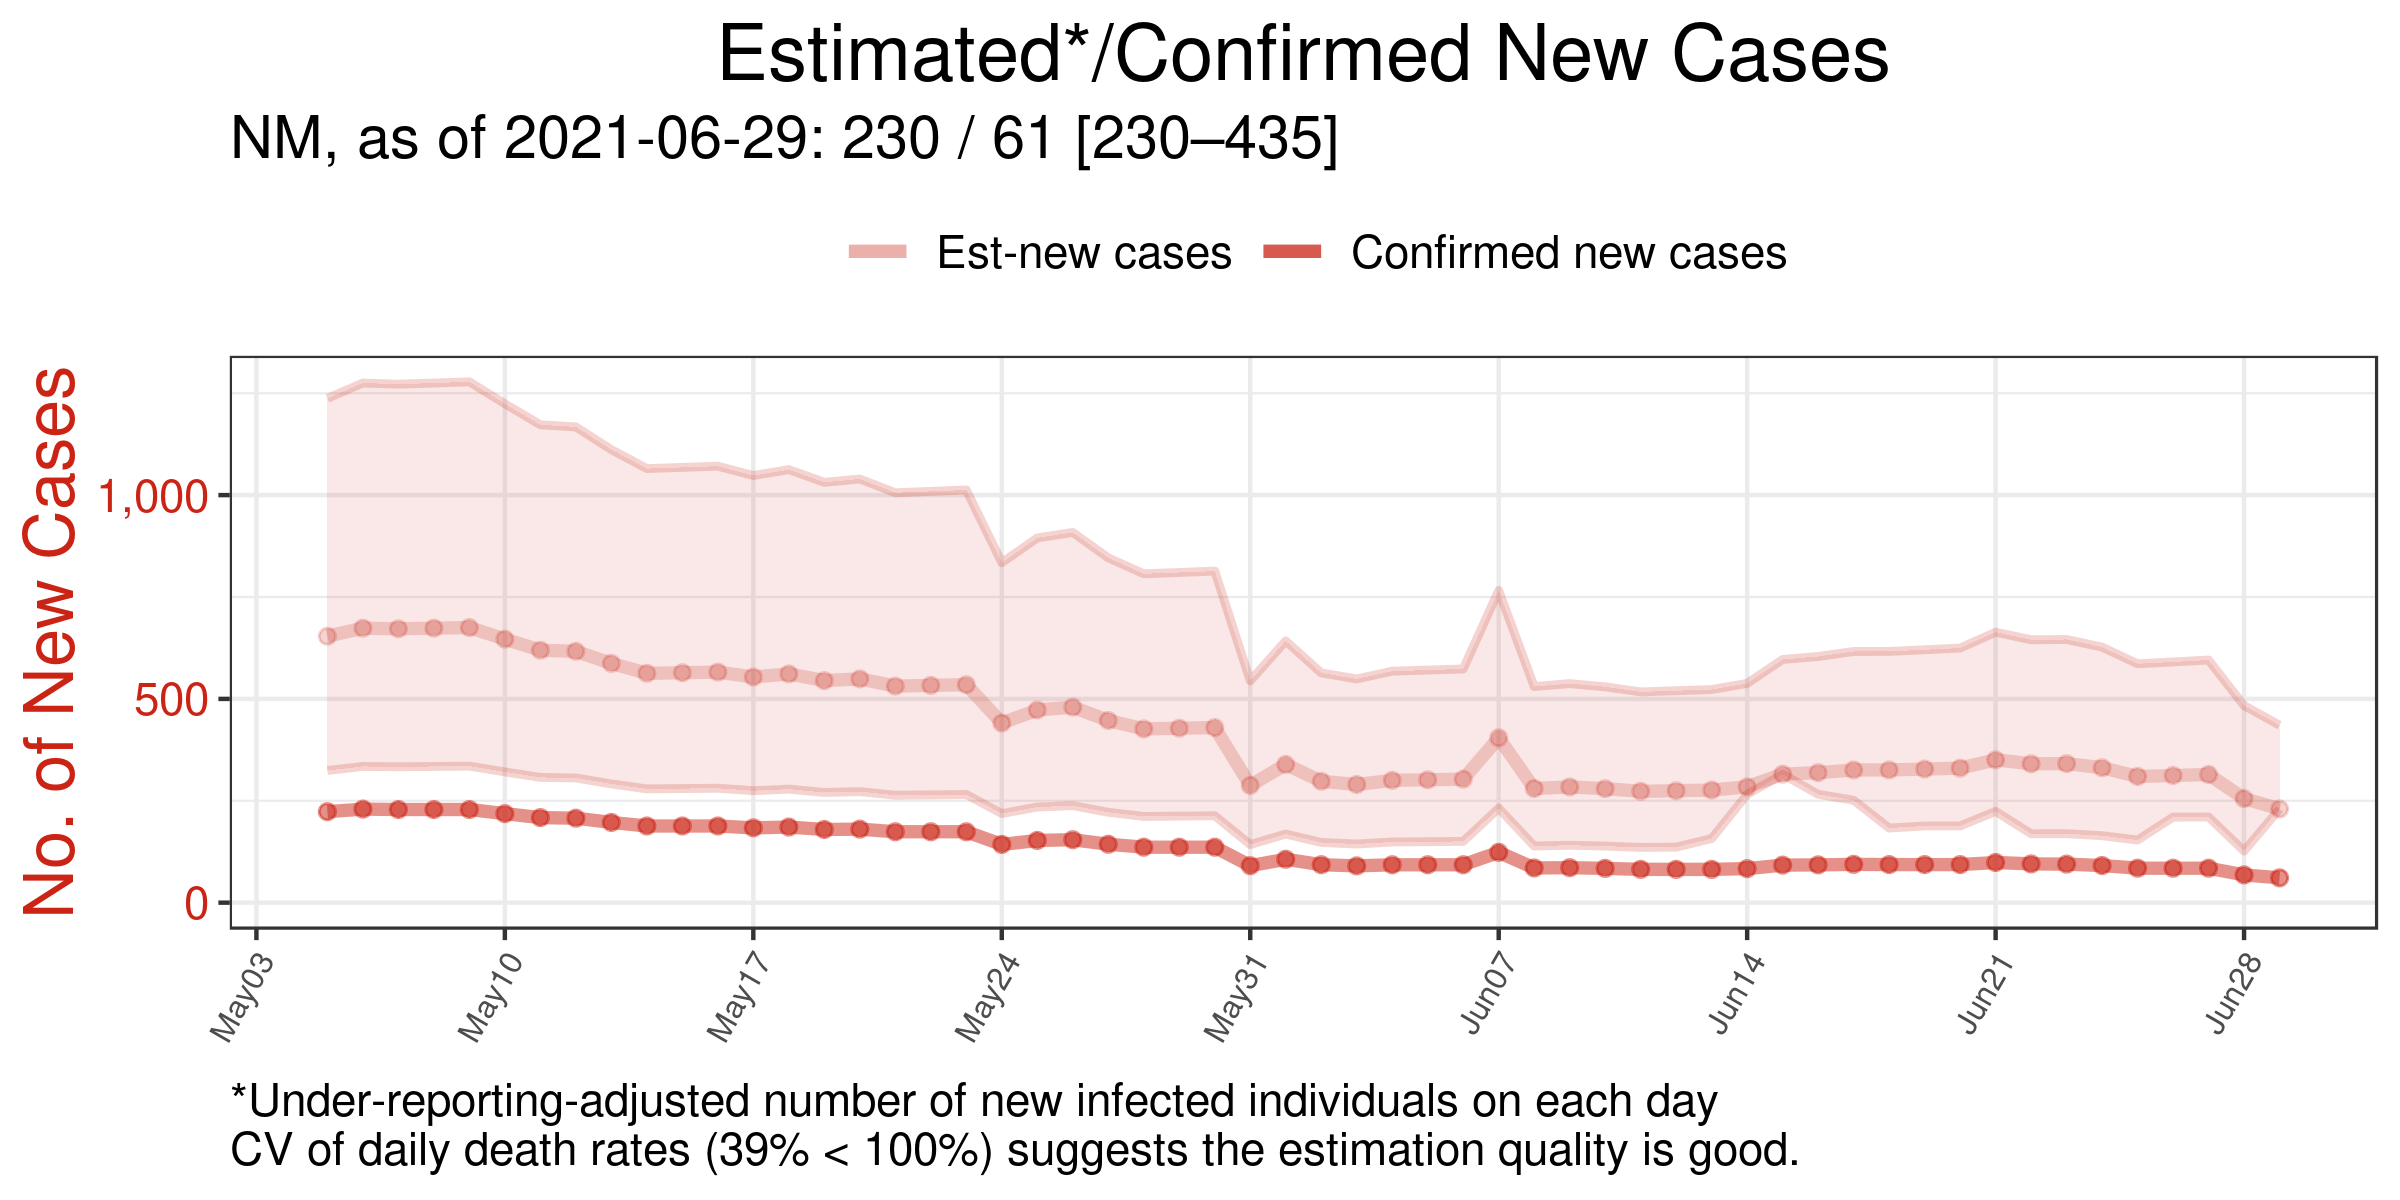 Estimated*/Confirmed New Cases
NM, as of 2021-06-29: 230 / 61 [230–435]
Est-new cases
Confirmed new cases
No. of New Cases
1,000
500
0
May03
May10
May17
May24
May31
Jun07
Jun14
Jun21
Jun28
*Under-reporting-adjusted number of new infected individuals on each day
CV of daily death rates (39% < 100%) suggests the estimation quality is good.